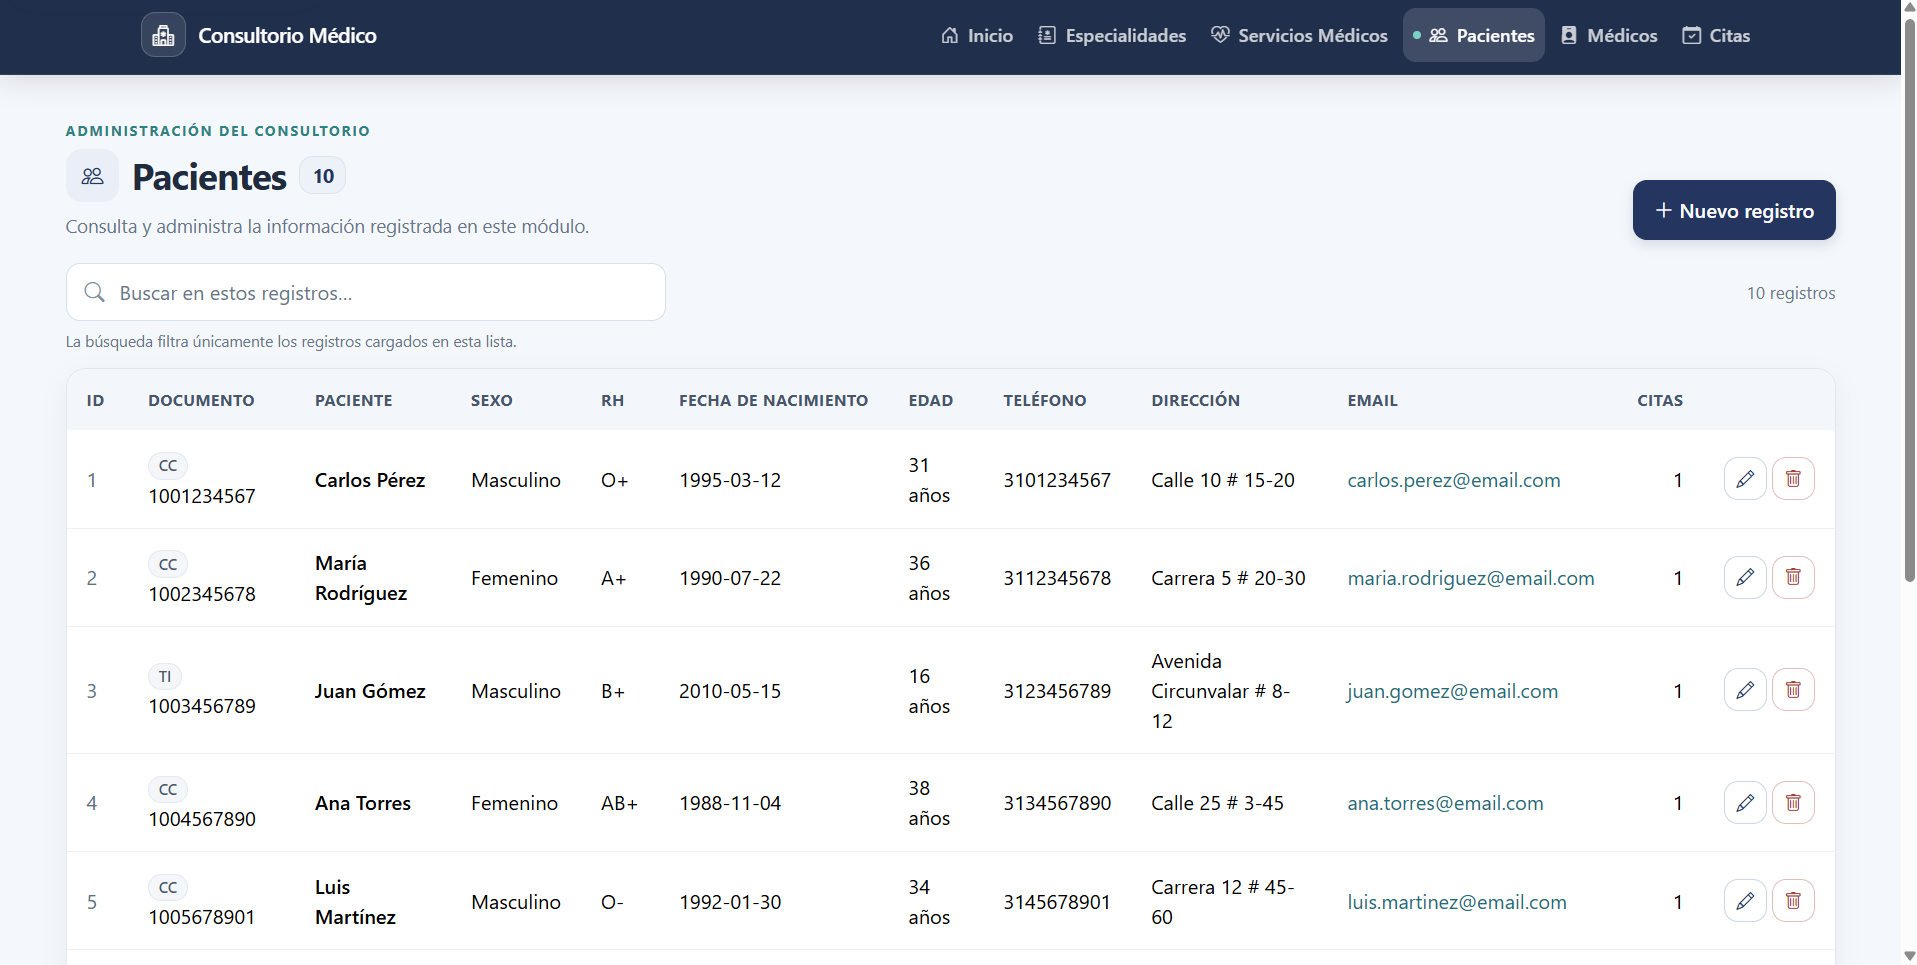 Consultorio Médico
Inicio
Especialidades
Servicios Médicos
Pacientes
Médicos
Citas
ADMINISTRACIÓN DEL CONSULTORIO
Pacientes 10
Consulta y administra la información registrada en este módulo.
+ Nuevo registro
Buscar en estos registros...
10 registros
La búsqueda filtra únicamente los registros cargados en esta lista.
ID DOCUMENTO PACIENTE SEXO RH FECHA DE NACIMIENTO EDAD TELÉFONO DIRECCIÓN EMAIL CITAS
1 CC 1001234567 Carlos Pérez Masculino O+ 1995-03-12 31 años 3101234567 Calle 10 # 15-20 carlos.perez@email.com 1
2 CC 1002345678 María Rodríguez Femenino A+ 1990-07-22 36 años 3112345678 Carrera 5 # 20-30 maria.rodriguez@email.com 1
3 TI 1003456789 Juan Gómez Masculino B+ 2010-05-15 16 años 3123456789 Avenida Circunvalar # 8-12 juan.gomez@email.com 1
4 CC 1004567890 Ana Torres Femenino AB+ 1988-11-04 38 años 3134567890 Calle 25 # 3-45 ana.torres@email.com 1
5 CC 1005678901 Luis Martínez Masculino O- 1992-01-30 34 años 3145678901 Carrera 12 # 45-60 luis.martinez@email.com 1